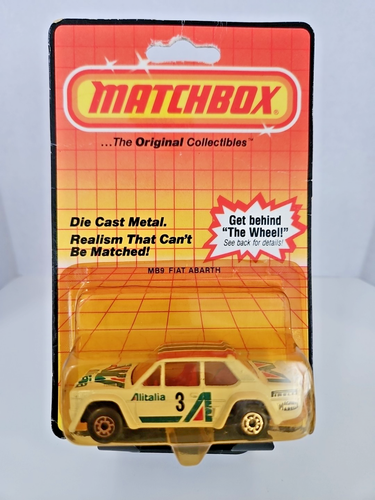 MATCHBOX
...The Original Collectibles™
Die Cast Metal.
Realism That Can't
Be Matched!
Get behind
"The Wheel!"
See back for details!
MB9 FIAT ABARTH
Alitalia
3